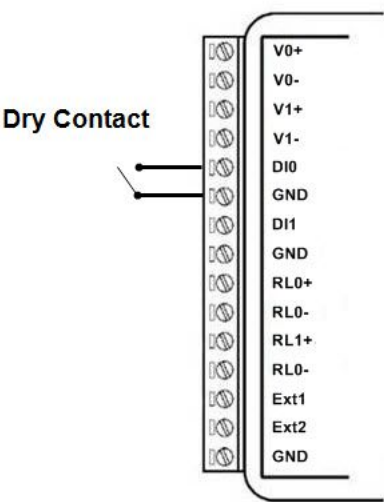 V0+
V0-
V1+
Dry Contact
V1-
DI0
GND
DI1
GND
RL0+
RL0-
RL1+
RL0-
Ext1
Ext2
GND